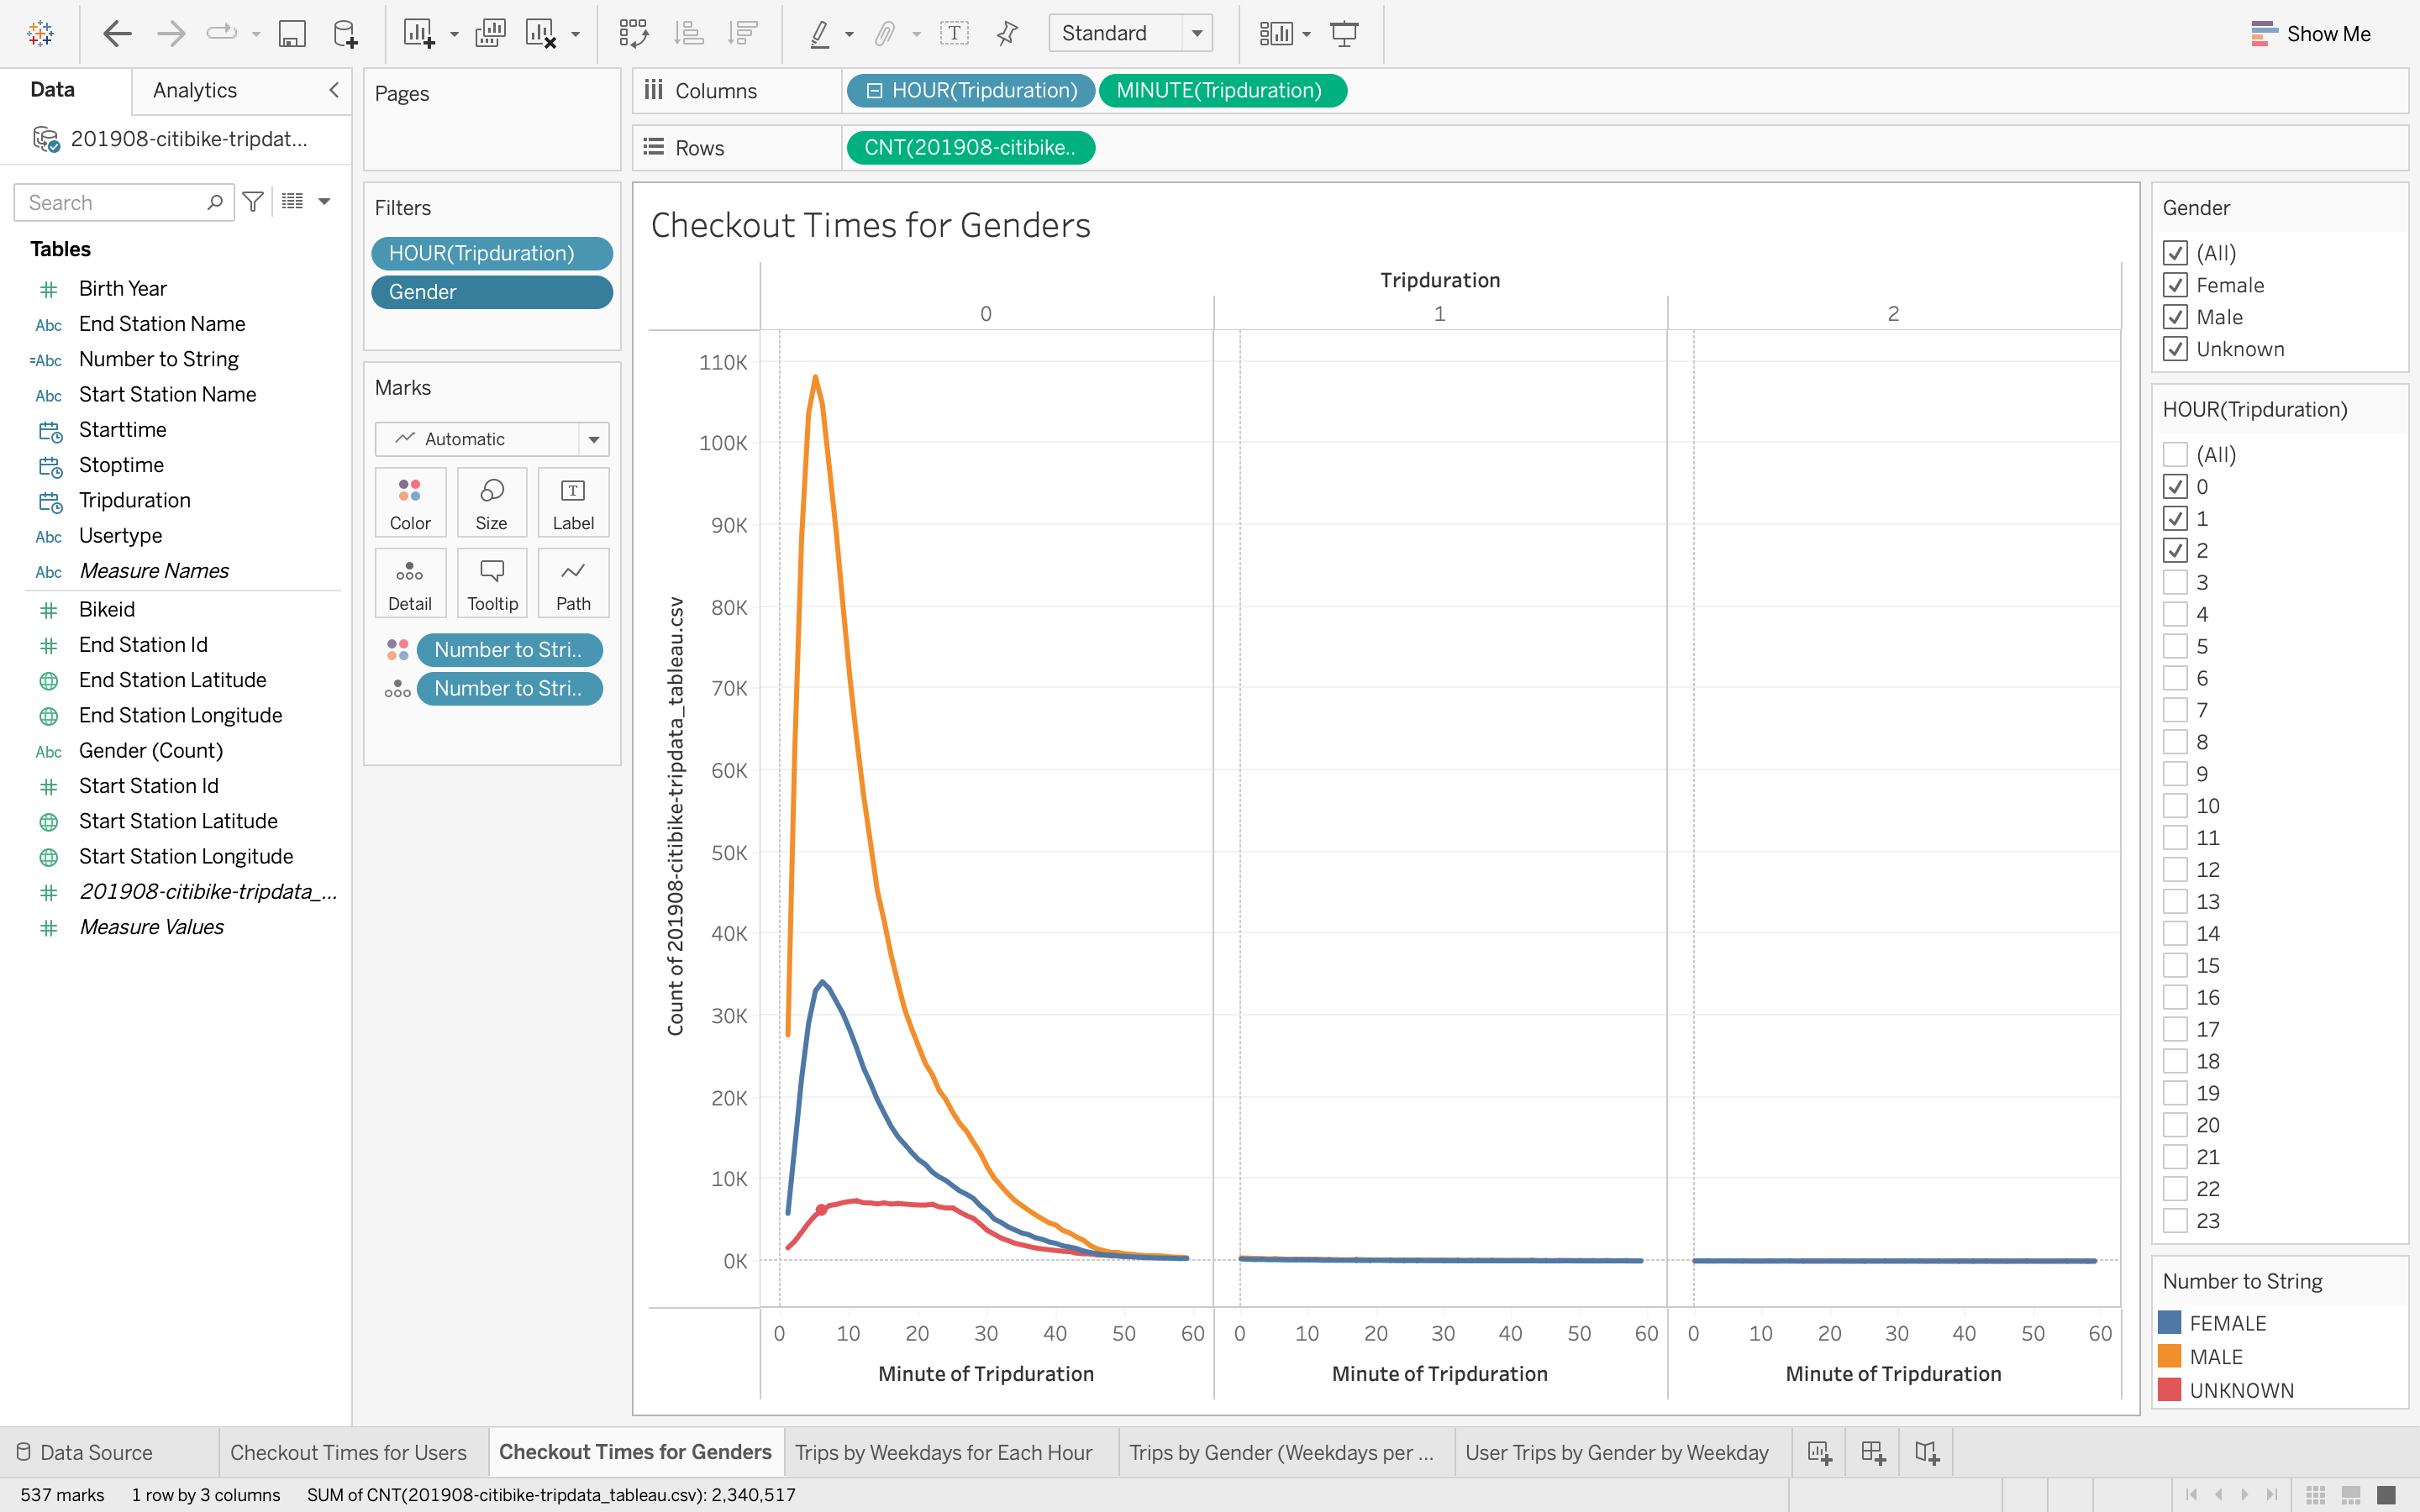 Standard
Show Me
Data
Analytics
201908-citibike-tripdat...
Search
Tables
Birth Year
Abc End Station Name
=Abc Number to String
Abc Start Station Name
Starttime
Stoptime
Tripduration
Abc Usertype
Abc Measure Names
Bikeid
End Station Id
End Station Latitude
End Station Longitude
Abc Gender (Count)
Start Station Id
Start Station Latitude
Start Station Longitude
201908-citibike-tripdata_...
Measure Values
Pages
Filters
HOUR(Tripduration)
Gender
Marks
Automatic
Color Size Label
Detail Tooltip Path
Number to Stri..
Number to Stri..
Columns HOUR(Tripduration) MINUTE(Tripduration)
Rows CNT(201908-citibike..
Checkout Times for Genders
Tripduration
0 1 2
Count of 201908-citibike-tripdata_tableau.csv
110K
100K
90K
80K
70K
60K
50K
40K
30K
20K
10K
0K
0 10 20 30 40 50 60 0 10 20 30 40 50 60 0 10 20 30 40 50 60
Minute of Tripduration Minute of Tripduration Minute of Tripduration
Gender
(All)
Female
Male
Unknown
HOUR(Tripduration)
(All)
0
1
2
3
4
5
6
7
8
9
10
11
12
13
14
15
16
17
18
19
20
21
22
23
Number to String
FEMALE
MALE
UNKNOWN
Data Source Checkout Times for Users Checkout Times for Genders Trips by Weekdays for Each Hour Trips by Gender (Weekdays per ... User Trips by Gender by Weekday
537 marks 1 row by 3 columns SUM of CNT(201908-citibike-tripdata_tableau.csv): 2,340,517